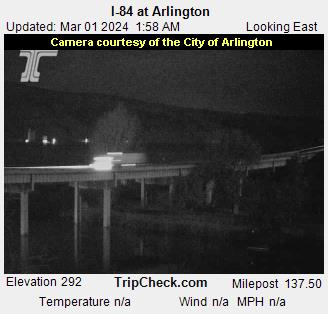 I-84 at Arlington
Updated: Mar 01 2024 1:58 AM Looking East
Camera courtesy of the City of Arlington
Elevation 292 TripCheck.com Milepost 137.50
Temperature n/a Wind n/a MPH n/a